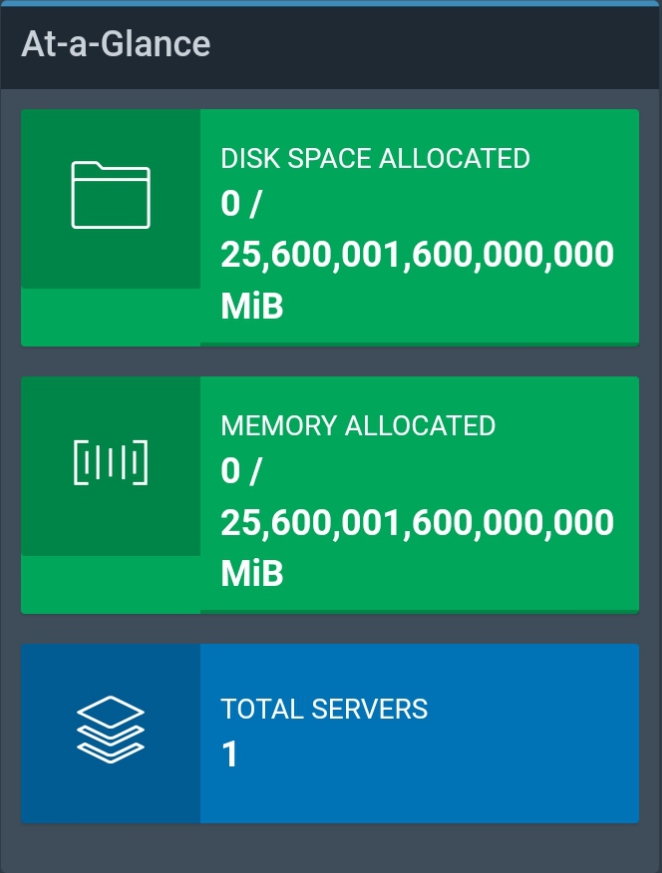 At-a-Glance
DISK SPACE ALLOCATED
0 /
25,600,001,600,000,000
MiB
MEMORY ALLOCATED
0 /
25,600,001,600,000,000
MiB
TOTAL SERVERS
1